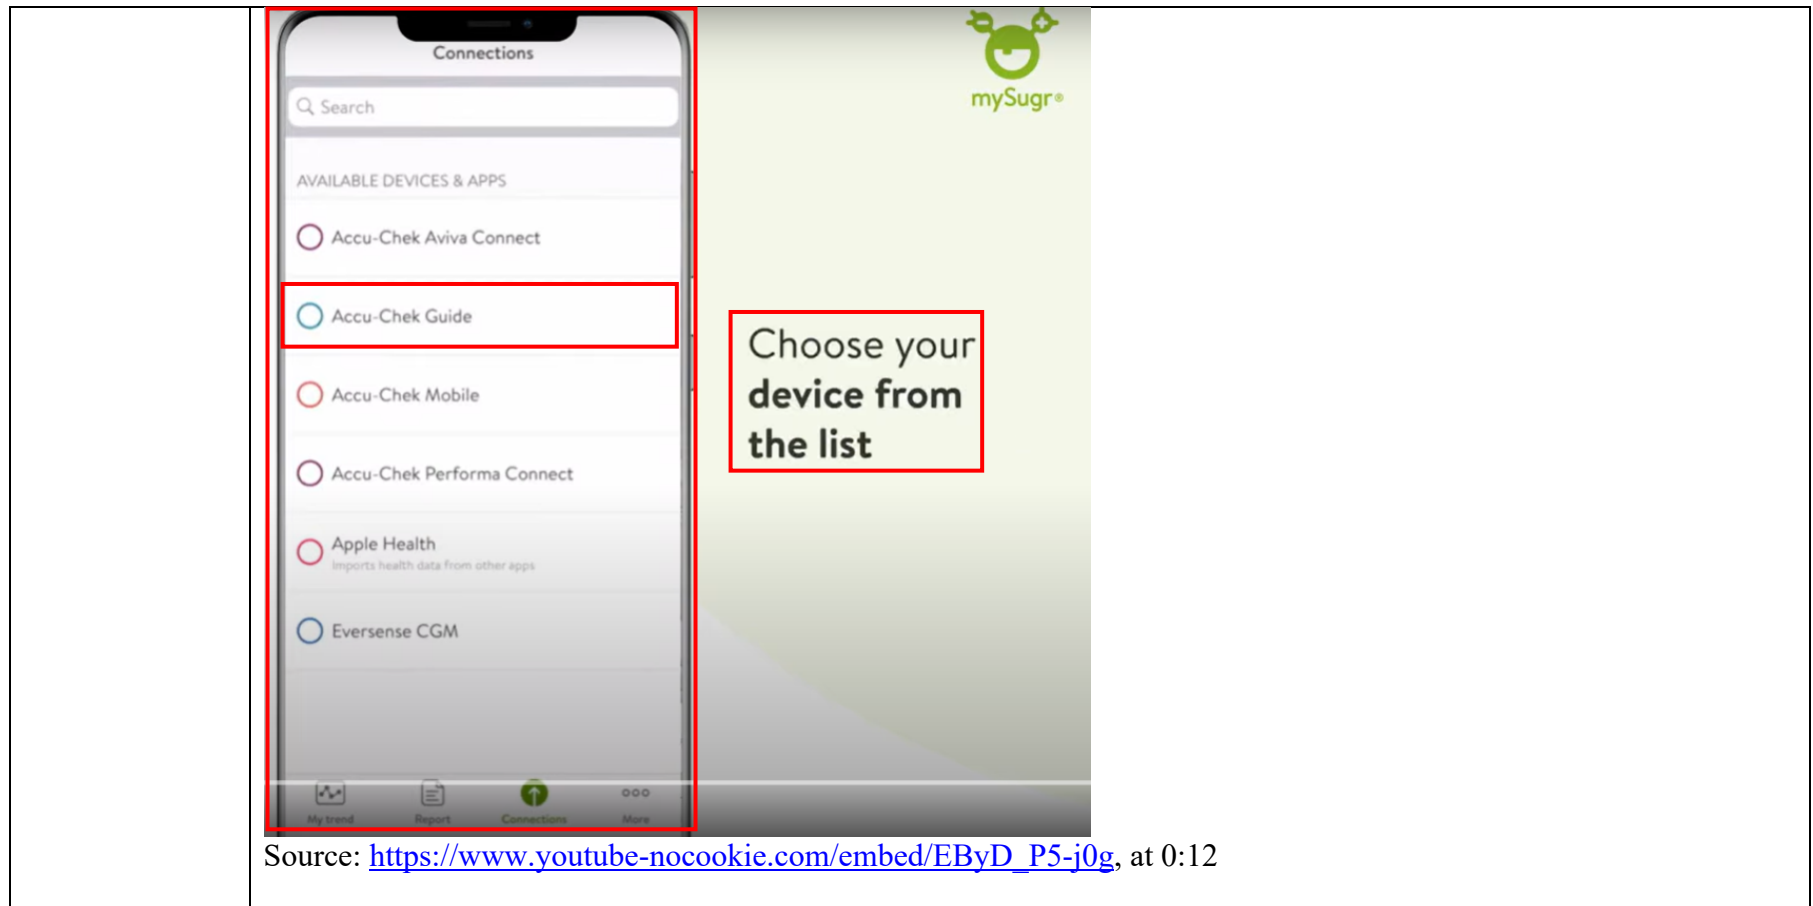 Connections
mySugr®
Search
AVAILABLE DEVICES & APPS
Accu-Chek Aviva Connect
Accu-Chek Guide
Accu-Chek Mobile
Accu-Chek Performa Connect
Apple Health
Imports health data from other apps
Eversense CGM
My trend
Report
Connections
More
Choose your
device from
the list
Source: https://www.youtube-nocookie.com/embed/EByD_P5-j0g, at 0:12